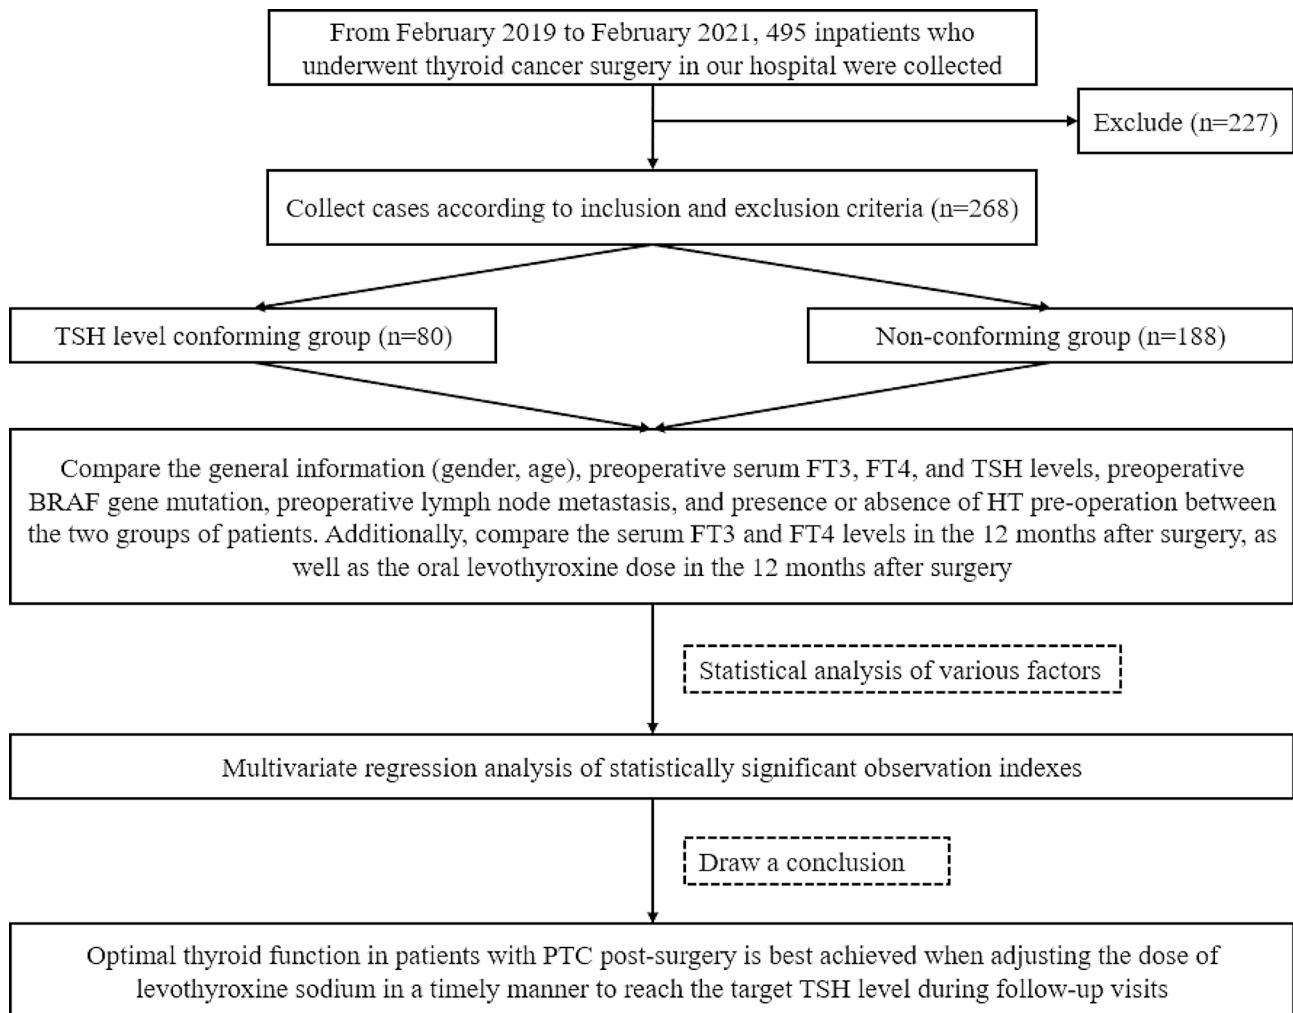 From February 2019 to February 2021, 495 inpatients who
underwent thyroid cancer surgery in our hospital were collected
Exclude (n=227)
Collect cases according to inclusion and exclusion criteria (n=268)
TSH level conforming group (n=80)
Non-conforming group (n=188)
Compare the general information (gender, age), preoperative serum FT3, FT4, and TSH levels, preoperative
BRAF gene mutation, preoperative lymph node metastasis, and presence or absence of HT pre-operation between
the two groups of patients. Additionally, compare the serum FT3 and FT4 levels in the 12 months after surgery, as
well as the oral levothyroxine dose in the 12 months after surgery
Statistical analysis of various factors
Multivariate regression analysis of statistically significant observation indexes
Draw a conclusion
Optimal thyroid function in patients with PTC post-surgery is best achieved when adjusting the dose of
levothyroxine sodium in a timely manner to reach the target TSH level during follow-up visits